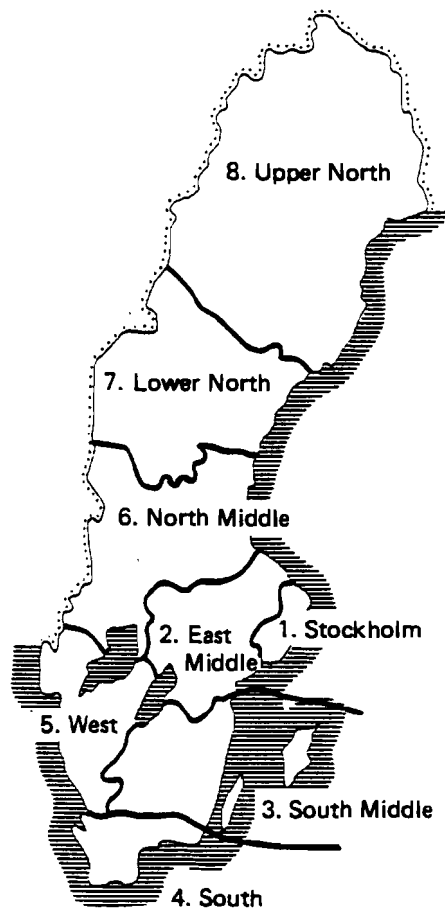 8. Upper North
7. Lower North
6. North Middle
1. Stockholm
2. East
Middle
5. West
3. South Middle
4. South